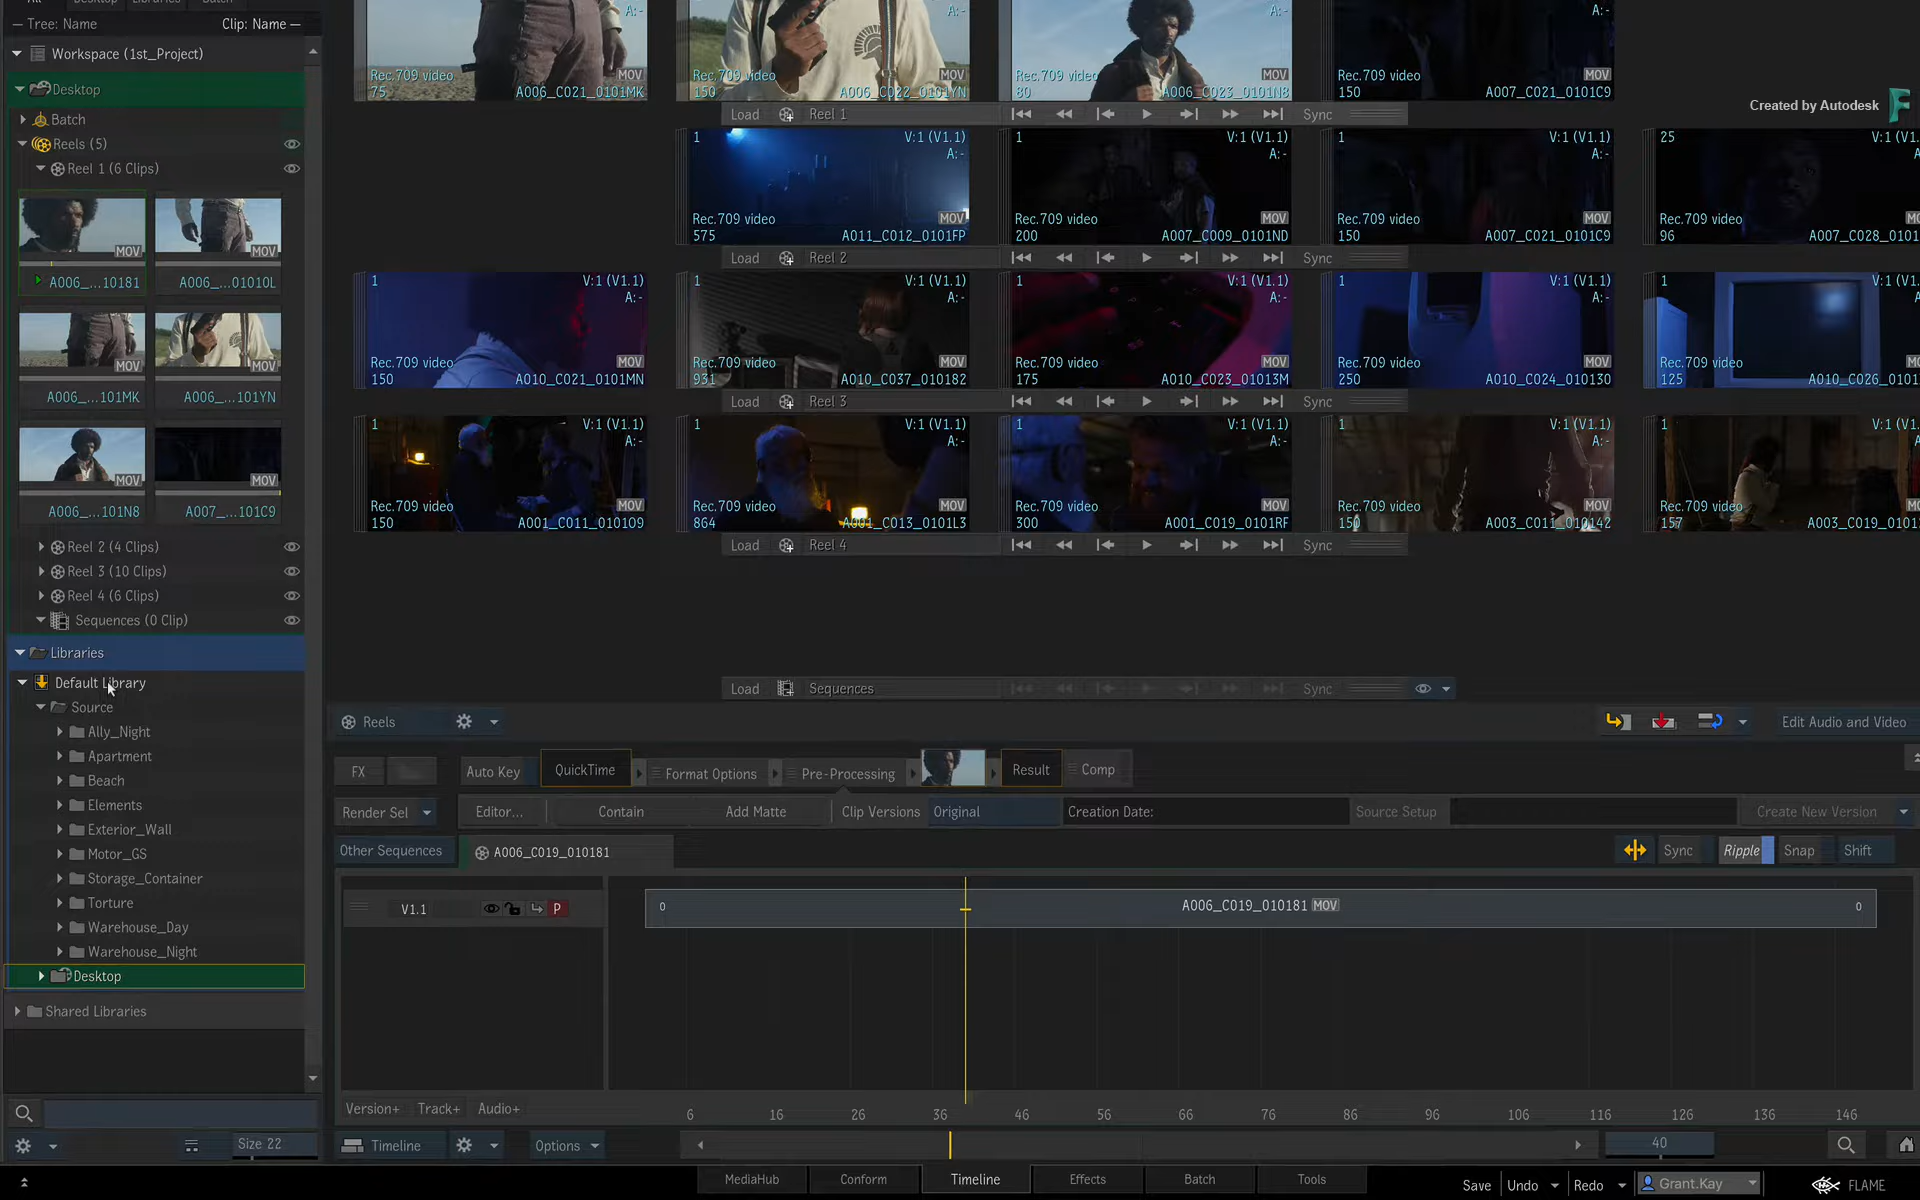 All Desktop Libraries Batch
Tree: Name Clip: Name
Workspace (1st_Project)
Desktop
Batch
Reels (5)
Reel 1 (6 Clips)
MOV MOV
A006_...10181 A006_...01010L
MOV MOV
A006_...101MK A006_...101YN
MOV MOV
A006_...101N8 A007_...101C9
Reel 2 (4 Clips)
Reel 3 (10 Clips)
Reel 4 (6 Clips)
Sequences (0 Clip)
Libraries
Default Library
Source
Ally_Night
Apartment
Beach
Elements
Exterior_Wall
Motor_GS
Storage_Container
Torture
Warehouse_Day
Warehouse_Night
Desktop
Shared Libraries
Size 22
A:- A:- A:- A:-
Rec.709 video MOV Rec.709 video MOV Rec.709 video MOV Rec.709 video MOV
75 A006_C021_0101MK 150 A006_C022_0101YN 80 A006_C023_0101N8 150 A007_C021_0101C9
Created by Autodesk
Load Reel 1 Sync
1 V:1 (V1.1) 1 V:1 (V1.1) 1 V:1 (V1.1) 25 V:1 (V1.
A:- A:- A:- A
Rec.709 video MOV Rec.709 video MOV Rec.709 video MOV Rec.709 video MO
575 A011_C012_0101FP 200 A007_C009_0101ND 150 A007_C021_0101C9 96 A007_C028_0101
Load Reel 2 Sync
1 V:1 (V1.1) 1 V:1 (V1.1) 1 V:1 (V1.1) 1 V:1 (V1.1) 1 V:1 (V1.
A:- A:- A:- A:- A
Rec.709 video MOV Rec.709 video MOV Rec.709 video MOV Rec.709 video MOV Rec.709 video MO
150 A010_C021_0101MN 931 A010_C037_010182 175 A010_C023_01013M 250 A010_C024_010130 125 A010_C026_0101
Load Reel 3 Sync
1 V:1 (V1.1) 1 V:1 (V1.1) 1 V:1 (V1.1) 1 V:1 (V1.1) 1 V:1 (V1.
A:- A:- A:- A:- A
Rec.709 video MOV Rec.709 video MOV Rec.709 video MOV Rec.709 video MOV Rec.709 video MO
150 A001_C011_0101O9 864 A001_C013_0101L3 300 A001_C019_0101RF 150 A003_C011_010142 157 A003_C019_0101
Load Reel 4 Sync
Load Sequences Sync
Reels Edit Audio and Video
FX Auto Key QuickTime Format Options Pre-Processing Result Comp
Render Sel Editor... Contain Add Matte Clip Versions Original Creation Date: Source Setup Create New Version
Other Sequences A006_C019_010181 Sync Ripple Snap Shift
V1.1 P 0 A006_C019_010181 MOV 0
Version+ Track+ Audio+ 6 16 26 36 46 56 66 76 86 96 106 116 126 136 146
Timeline Options 40
MediaHub Conform Timeline Effects Batch Tools Save Undo Redo Grant.Kay FLAME